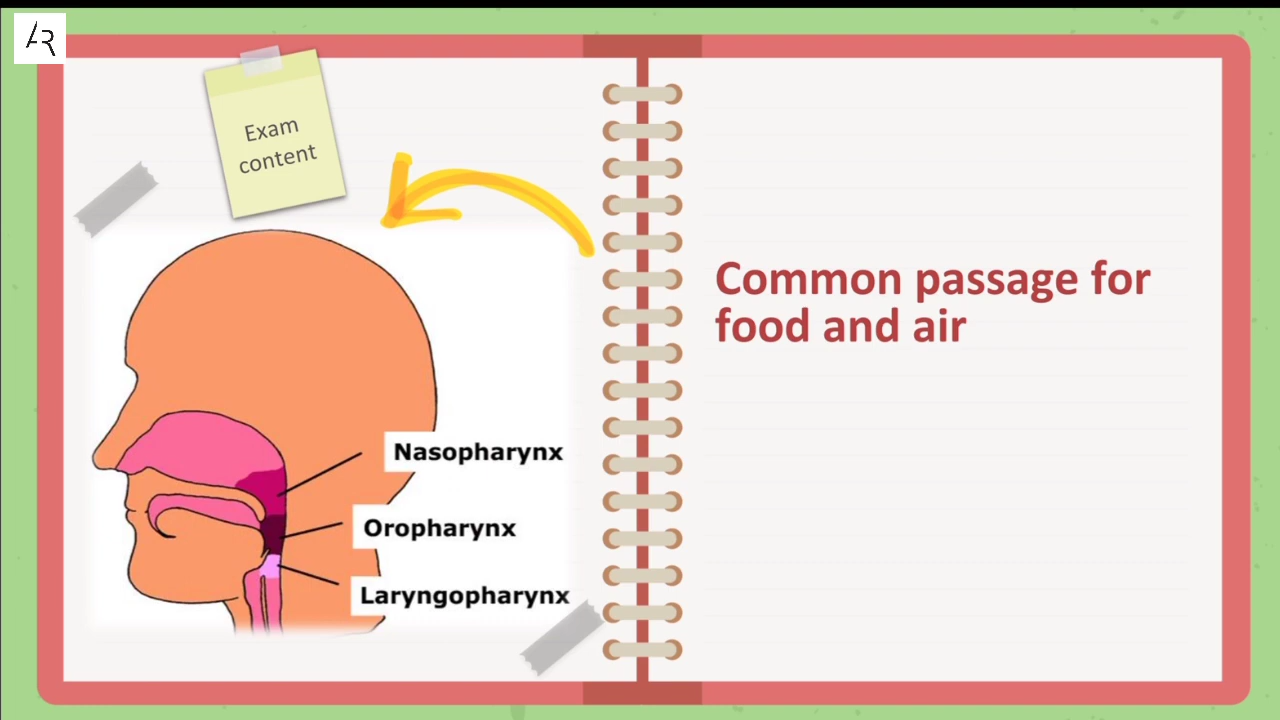 AR
Exam
content
Common passage for
food and air
Nasopharynx
Oropharynx
Laryngopharynx